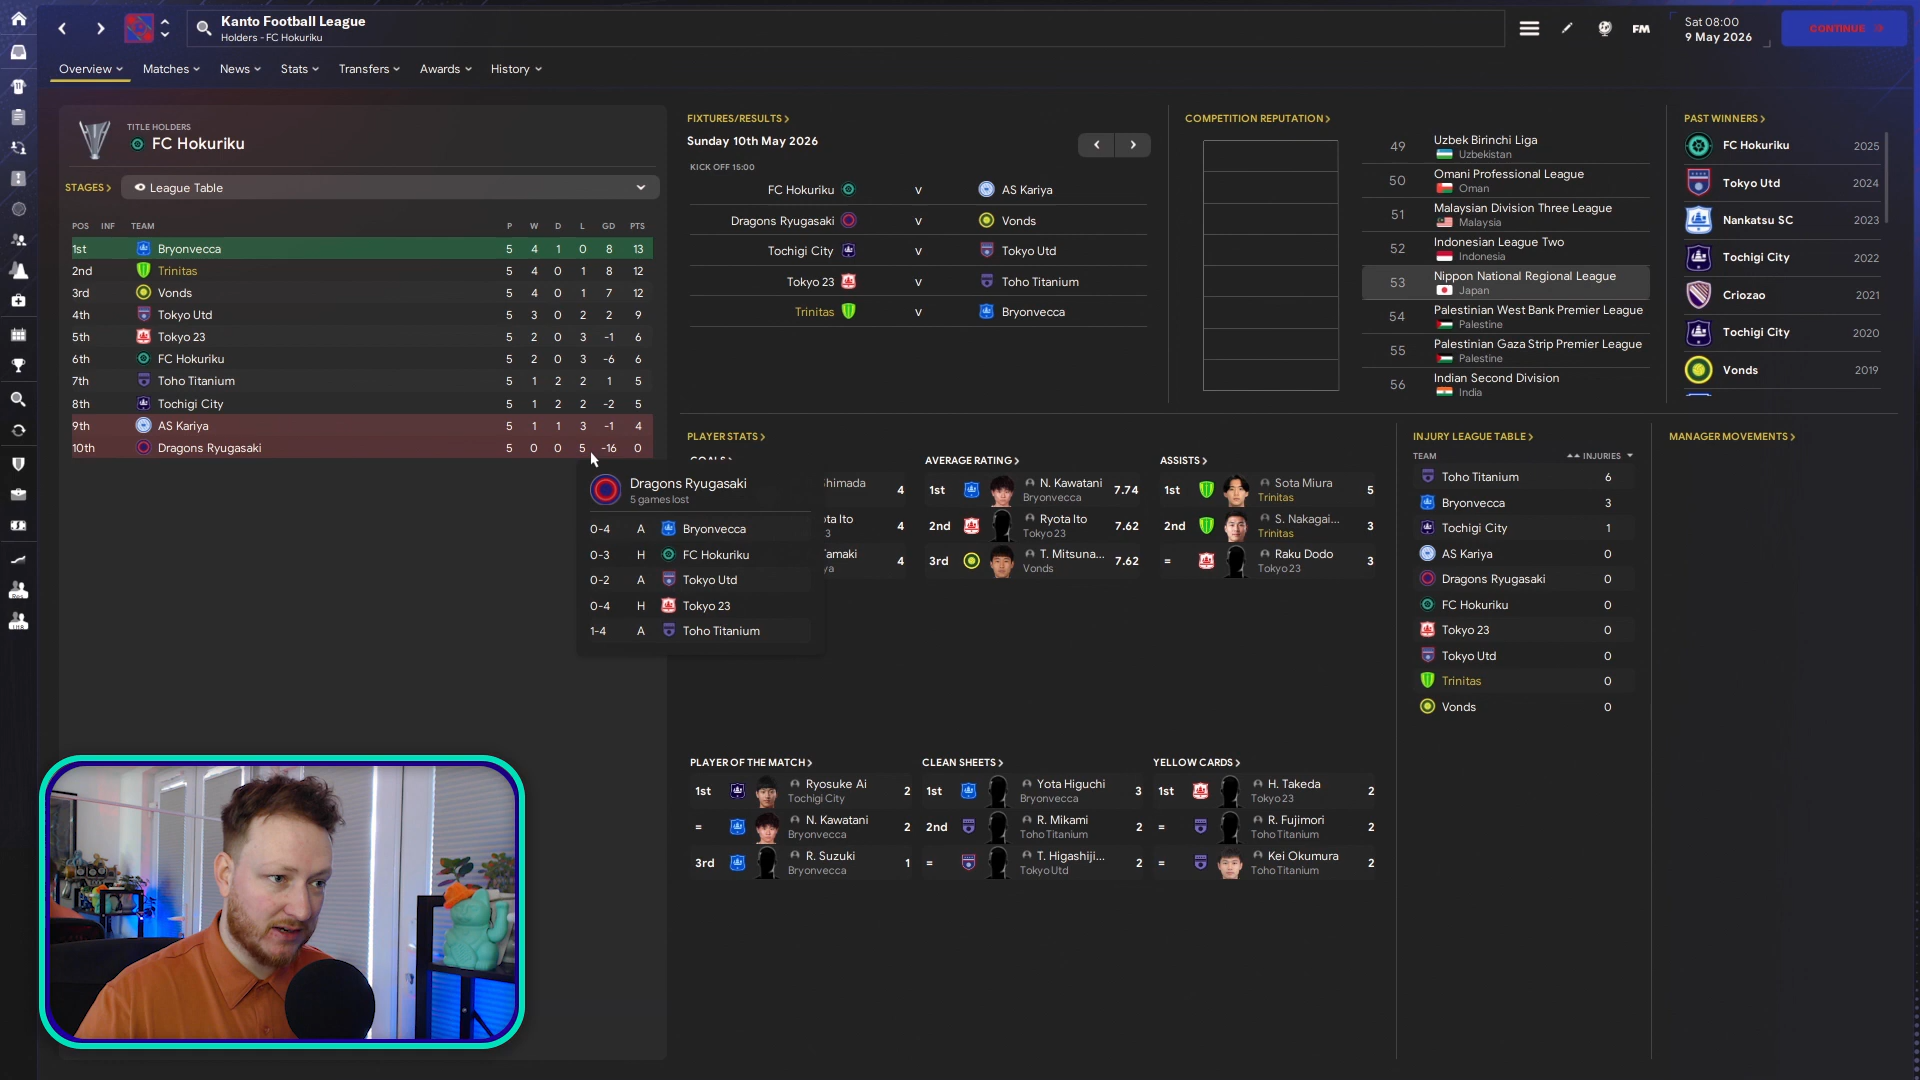 Kanto Football League
Holders - FC Hokuriku
FM
Sat 08:00
9 May 2026
CONTINUE
Overview
Matches
News
Stats
Transfers
Awards
History
TITLE HOLDERS
FC Hokuriku
STAGES
League Table
POS INF TEAM P W D L GD PTS
1st Bryonvecca 5 4 1 0 8 13
2nd Trinitas 5 4 0 1 8 12
3rd Vonds 5 4 0 1 7 12
4th Tokyo Utd 5 3 0 2 2 9
5th Tokyo 23 5 2 0 3 -1 6
6th FC Hokuriku 5 2 0 3 -6 6
7th Toho Titanium 5 1 2 2 1 5
8th Tochigi City 5 1 2 2 -2 5
9th AS Kariya 5 1 1 3 -1 4
10th Dragons Ryugasaki 5 0 0 5 -16 0
Dragons Ryugasaki
5 games lost
0-4 A Bryonvecca
0-3 H FC Hokuriku
0-2 A Tokyo Utd
0-4 H Tokyo 23
1-4 A Toho Titanium
FIXTURES/RESULTS
Sunday 10th May 2026
KICK OFF 15:00
FC Hokuriku v AS Kariya
Dragons Ryugasaki v Vonds
Tochigi City v Tokyo Utd
Tokyo 23 v Toho Titanium
Trinitas v Bryonvecca
COMPETITION REPUTATION
49 Uzbek Birinchi Liga
Uzbekistan
50 Omani Professional League
Oman
51 Malaysian Division Three League
Malaysia
52 Indonesian League Two
Indonesia
53 Nippon National Regional League
Japan
54 Palestinian West Bank Premier League
Palestine
55 Palestinian Gaza Strip Premier League
Palestine
56 Indian Second Division
India
PAST WINNERS
FC Hokuriku 2025
Tokyo Utd 2024
Nankatsu SC 2023
Tochigi City 2022
Criozao 2021
Tochigi City 2020
Vonds 2019
PLAYER STATS
himada 4
ta Ito 4
3
amaki 4
ya
AVERAGE RATING
1st N. Kawatani 7.74
Bryonvecca
2nd Ryota Ito 7.62
Tokyo 23
3rd T. Mitsuna... 7.62
Vonds
ASSISTS
1st Sota Miura 5
Trinitas
2nd S. Nakagai... 3
Trinitas
= Raku Dodo 3
Tokyo 23
PLAYER OF THE MATCH
1st Ryosuke Ai 2
Tochigi City
= N. Kawatani 2
Bryonvecca
3rd R. Suzuki 1
Bryonvecca
CLEAN SHEETS
1st Yota Higuchi 3
Bryonvecca
2nd R. Mikami 2
Toho Titanium
= T. Higashiji... 2
Tokyo Utd
YELLOW CARDS
1st H. Takeda 2
Tokyo 23
= R. Fujimori 2
Toho Titanium
= Kei Okumura 2
Toho Titanium
INJURY LEAGUE TABLE
TEAM INJURIES
Toho Titanium 6
Bryonvecca 3
Tochigi City 1
AS Kariya 0
Dragons Ryugasaki 0
FC Hokuriku 0
Tokyo 23 0
Tokyo Utd 0
Trinitas 0
Vonds 0
MANAGER MOVEMENTS